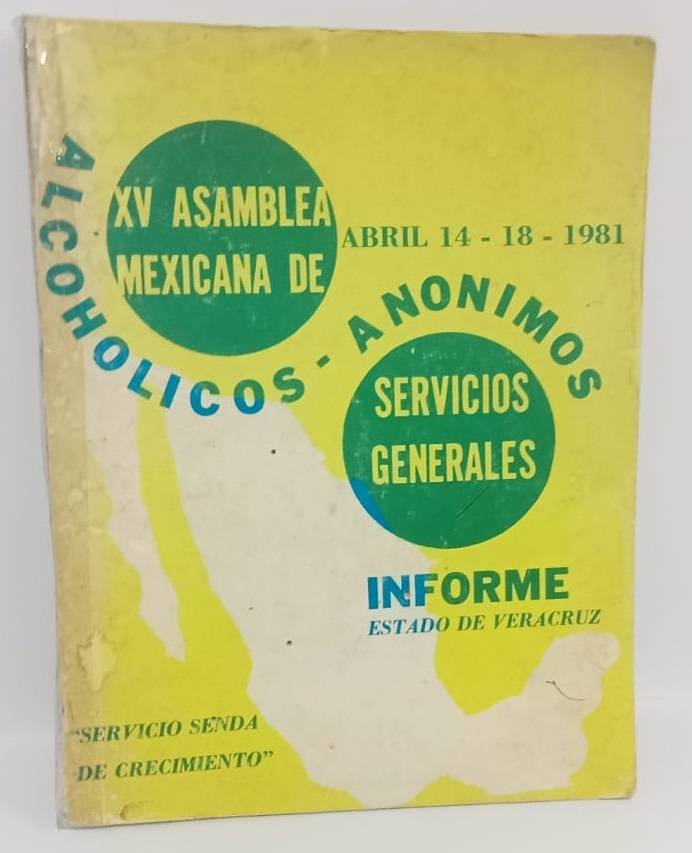 XV ASAMBLEA
MEXICANA DE
ABRIL 14 - 18 - 1981
ALCOHOLICOS - ANONIMOS
SERVICIOS
GENERALES
INFORME
ESTADO DE VERACRUZ
"SERVICIO SENDA
DE CRECIMIENTO"